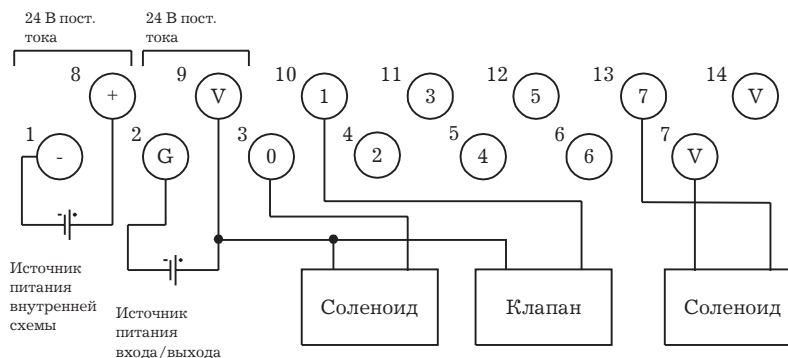 24 В пост.
тока
24 В пост.
тока
8
9
10
11
12
13
14
+
V
1
3
5
7
V
1
2
3
4
5
6
7
-
G
0
2
4
6
V
- •
- •
Источник
питания
внутренней
схемы
Источник
питания
входа/выхода
Соленоид
Клапан
Соленоид